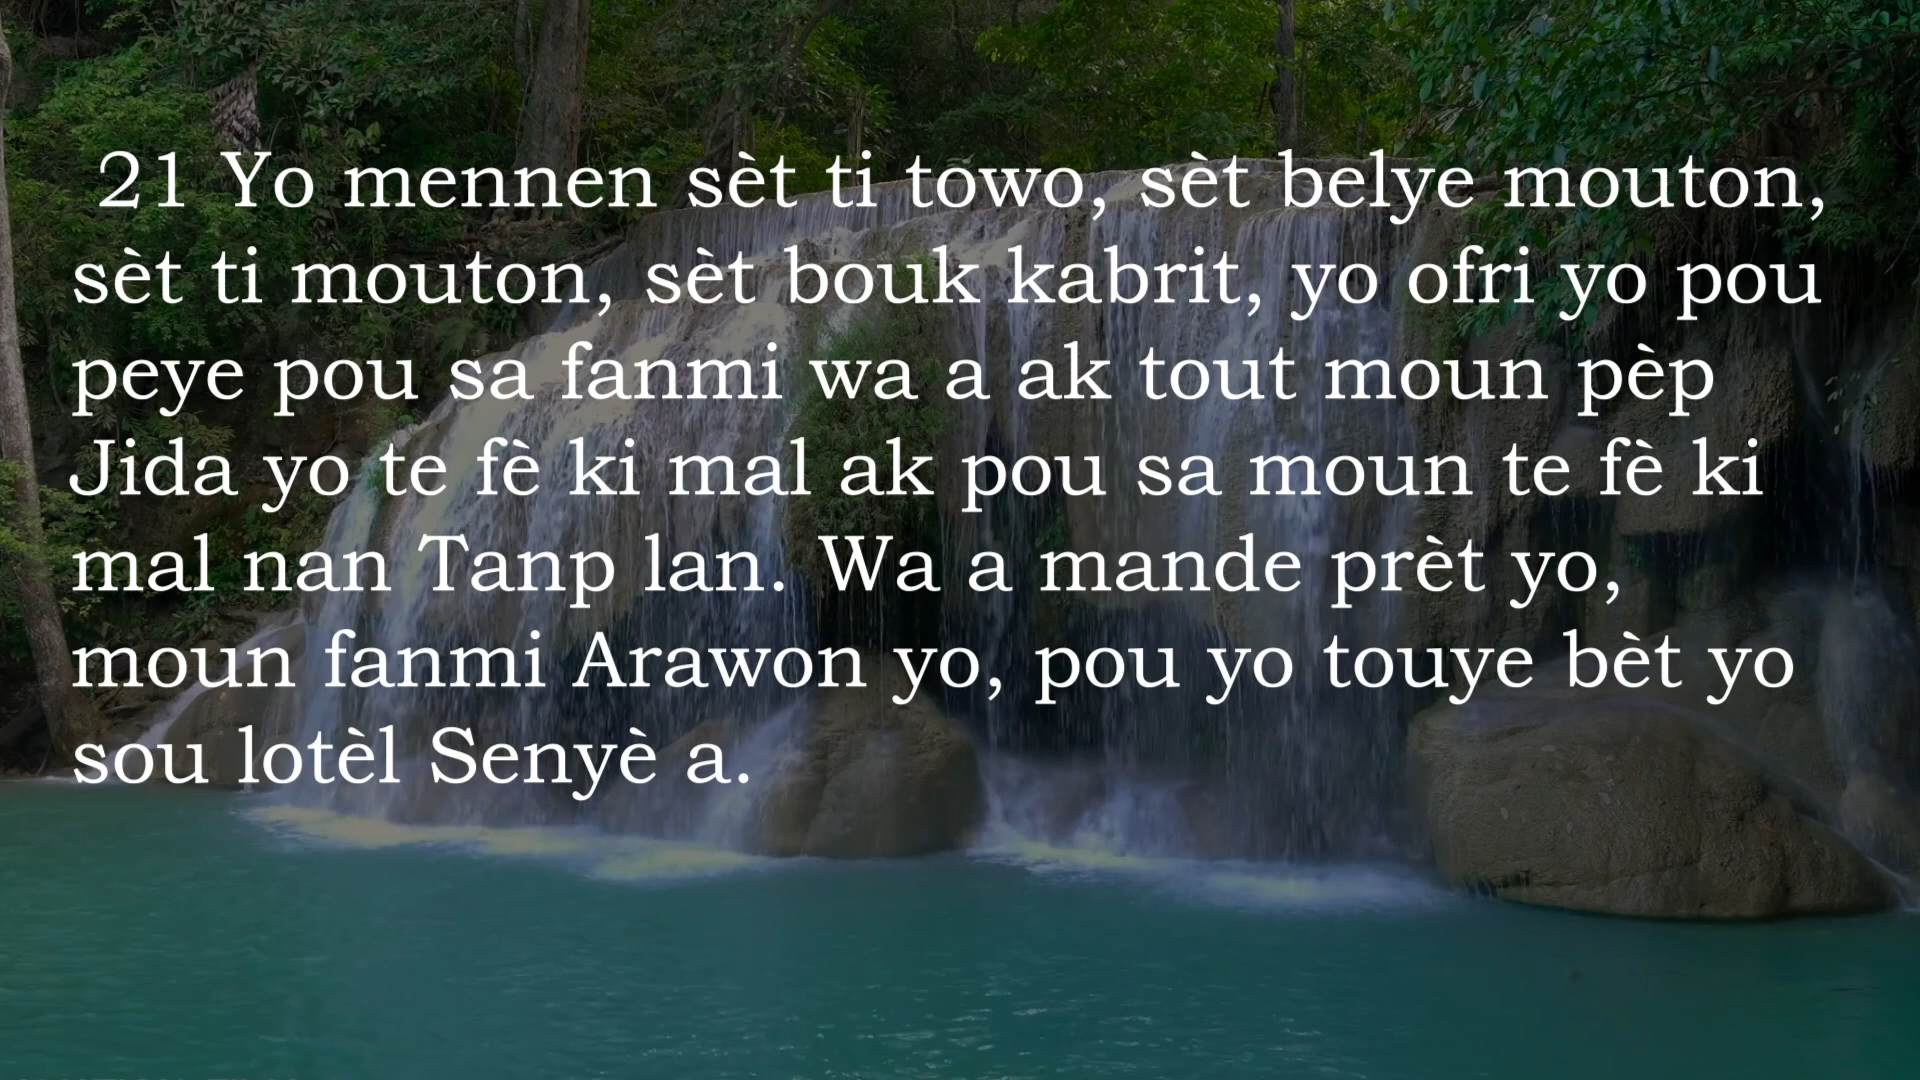 21 Yo mennen sèt ti towo, sèt belye mouton,
sèt ti mouton, sèt bouk kabrit, yo ofri yo pou
peye pou sa fanmi wa a ak tout moun pèp
Jida yo te fè ki mal ak pou sa moun te fè ki
mal nan Tanp lan. Wa a mande prèt yo,
moun fanmi Arawon yo, pou yo touye bèt yo
sou lotèl Senyè a.